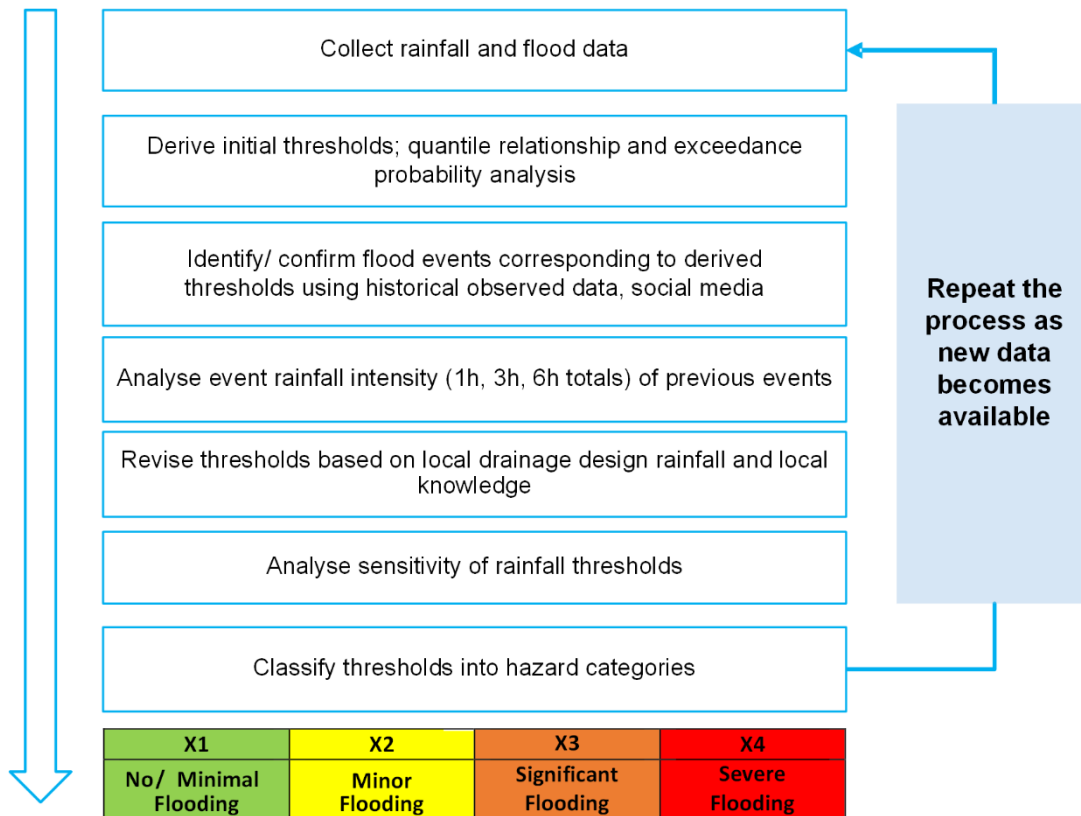 Collect rainfall and flood data
Derive initial thresholds; quantile relationship and exceedance
probability analysis
Identify/ confirm flood events corresponding to derived
thresholds using historical observed data, social media
Analyse event rainfall intensity (1h, 3h, 6h totals) of previous events
Revise thresholds based on local drainage design rainfall and local
knowledge
Analyse sensitivity of rainfall thresholds
Classify thresholds into hazard categories
Repeat the
process as
new data
becomes
available
X1
X2
X3
X4
No/ Minimal
Flooding
Minor
Flooding
Significant
Flooding
Severe
Flooding